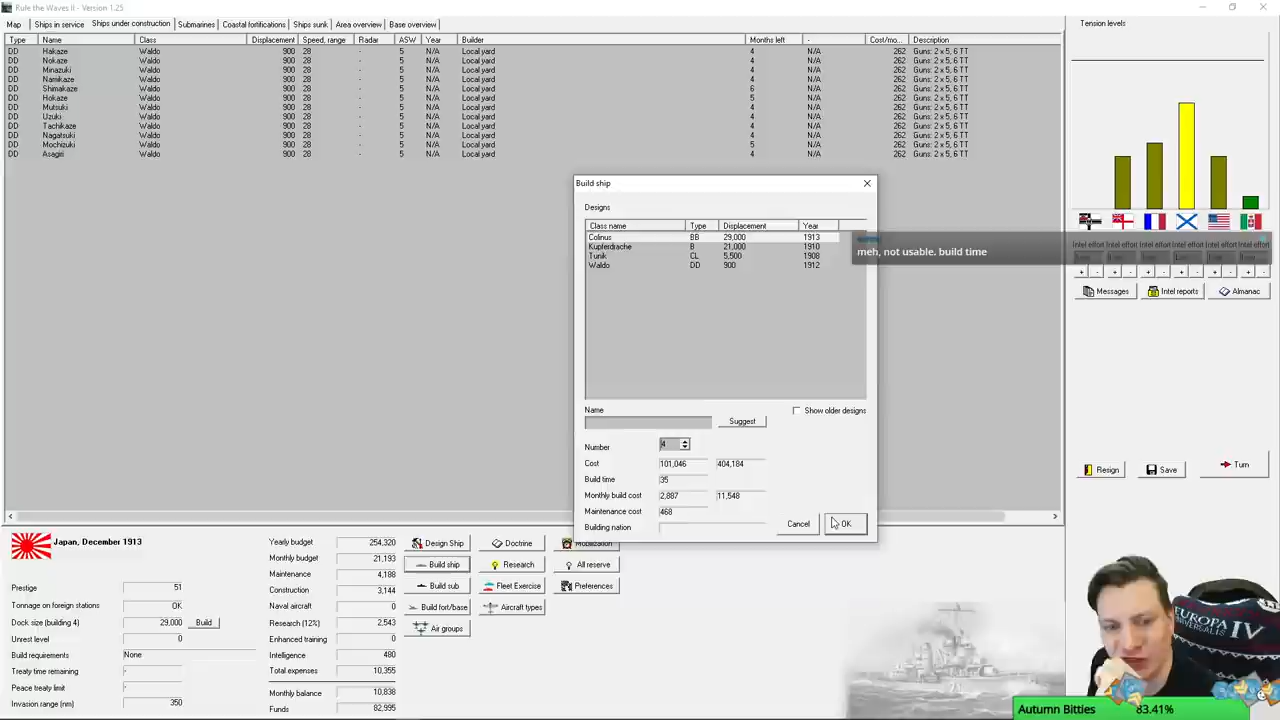 Rule the Waves II - Version 1.25
Map Ships in service Ships under construction Submarines Coastal fortifications Ships sunk Area overview Base overview
Type Name Class Displacement Speed, range Radar ASW Year Builder Months left - Cost/mo... Description
DD Hakaze Waldo 900 28 - 5 N/A Local yard 4 N/A 262 Guns: 2 x 5, 6 TT
DD Nokaze Waldo 900 28 - 5 N/A Local yard 4 N/A 262 Guns: 2 x 5, 6 TT
DD Minazuki Waldo 900 28 - 5 N/A Local yard 4 N/A 262 Guns: 2 x 5, 6 TT
DD Namikaze Waldo 900 28 - 5 N/A Local yard 4 N/A 262 Guns: 2 x 5, 6 TT
DD Shimakaze Waldo 900 28 - 5 N/A Local yard 6 N/A 262 Guns: 2 x 5, 6 TT
DD Hokaze Waldo 900 28 - 5 N/A Local yard 5 N/A 262 Guns: 2 x 5, 6 TT
DD Mutsuki Waldo 900 28 - 5 N/A Local yard 4 N/A 262 Guns: 2 x 5, 6 TT
DD Uzuki Waldo 900 28 - 5 N/A Local yard 4 N/A 262 Guns: 2 x 5, 6 TT
DD Tachikaze Waldo 900 28 - 5 N/A Local yard 4 N/A 262 Guns: 2 x 5, 6 TT
DD Nagatsuki Waldo 900 28 - 5 N/A Local yard 4 N/A 262 Guns: 2 x 5, 6 TT
DD Mochizuki Waldo 900 28 - 5 N/A Local yard 5 N/A 262 Guns: 2 x 5, 6 TT
DD Asagiri Waldo 900 28 - 5 N/A Local yard 4 N/A 262 Guns: 2 x 5, 6 TT
Build ship
Designs
Class name Type Displacement Year
Colinus BB 29,000 1913
Kupferdrache B 21,000 1910
Tunik CL 5,500 1908
Waldo DD 900 1912
Name
Suggest
Show older designs
Number 4
Cost 101,046 404,184
Build time 35
Monthly build cost 2,887 11,548
Maintenance cost 468
Building nation
Cancel OK
Tension levels
Intel effort Intel effort Intel effort Intel effort Intel effort Intel effort
meh, not usable. build time
+ - + - + - + - + - + -
Messages Intel reports Almanac
Resign Save Turn
Japan, December 1913
Prestige 51
Tonnage on foreign stations OK
Dock size (building 4) 29,000 Build
Unrest level 0
Build requirements None
Treaty time remaining -
Peace treaty limit -
Invasion range (nm) 350
Yearly budget 254,320
Monthly budget 21,193
Maintenance 4,188
Construction 3,144
Naval aircraft 0
Research (12%) 2,543
Enhanced training 0
Intelligence 480
Total expenses 10,355
Monthly balance 10,838
Funds 82,995
Design Ship Doctrine Mobilization
Build ship Research All reserve
Build sub Fleet Exercise Preferences
Build fort/base Aircraft types
Air groups
EUROPA IV
UNIVERSALIS
Autumn Bitties 83.41%